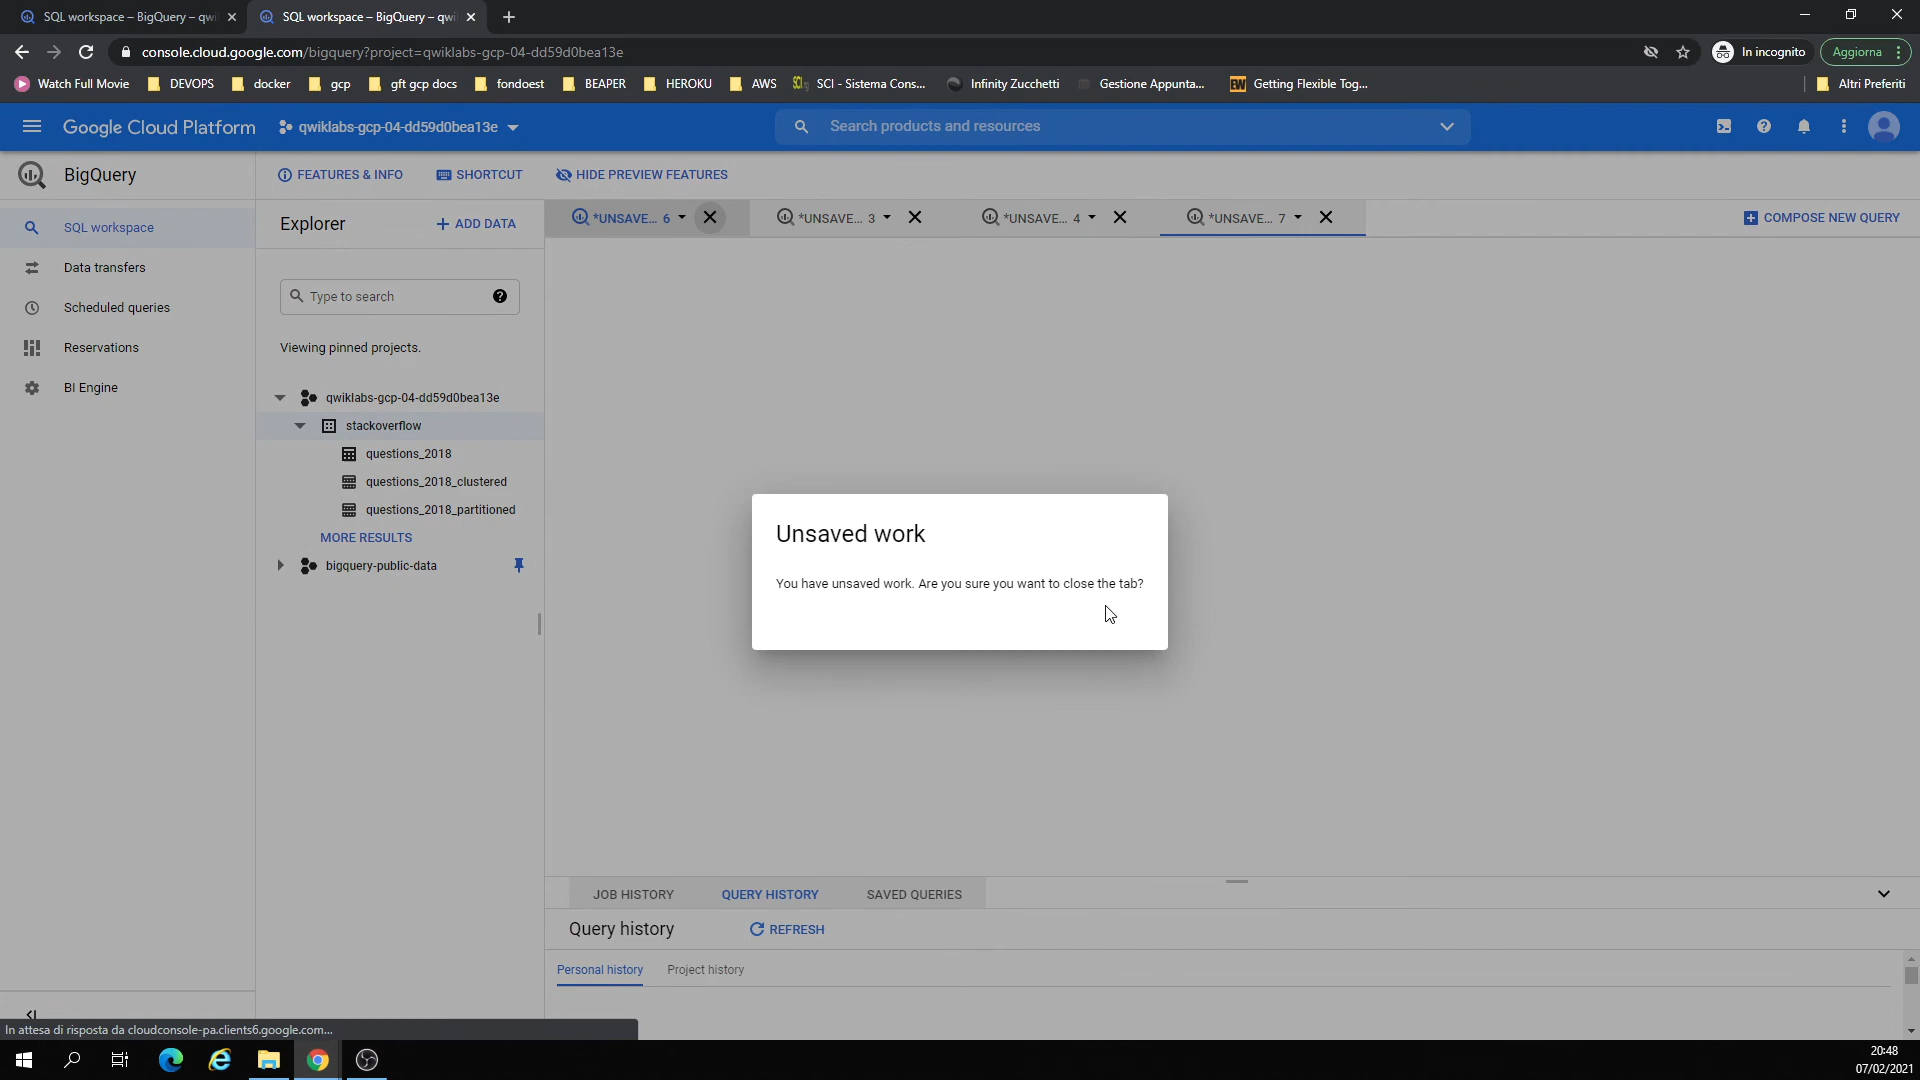 SQL workspace – BigQuery – qwi
SQL workspace – BigQuery – qwi
console.cloud.google.com/bigquery?project=qwiklabs-gcp-04-dd59d0bea13e
In incognito
Aggiorna
Watch Full Movie
DEVOPS
docker
gcp
gft gcp docs
fondoest
BEAPER
HEROKU
AWS
SCI - Sistema Cons...
Infinity Zucchetti
Gestione Appunta...
Getting Flexible Tog...
Altri Preferiti
Google Cloud Platform
qwiklabs-gcp-04-dd59d0bea13e
Search products and resources
BigQuery
FEATURES & INFO
SHORTCUT
HIDE PREVIEW FEATURES
SQL workspace
Data transfers
Scheduled queries
Reservations
BI Engine
Explorer
+ ADD DATA
Type to search
Viewing pinned projects.
qwiklabs-gcp-04-dd59d0bea13e
stackoverflow
questions_2018
questions_2018_clustered
questions_2018_partitioned
MORE RESULTS
bigquery-public-data
*UNSAVE... 6
*UNSAVE... 3
*UNSAVE... 4
*UNSAVE... 7
COMPOSE NEW QUERY
Unsaved work
You have unsaved work. Are you sure you want to close the tab?
JOB HISTORY
QUERY HISTORY
SAVED QUERIES
Query history
REFRESH
Personal history
Project history
In attesa di risposta da cloudconsole-pa.clients6.google.com...
20:48
07/02/2021